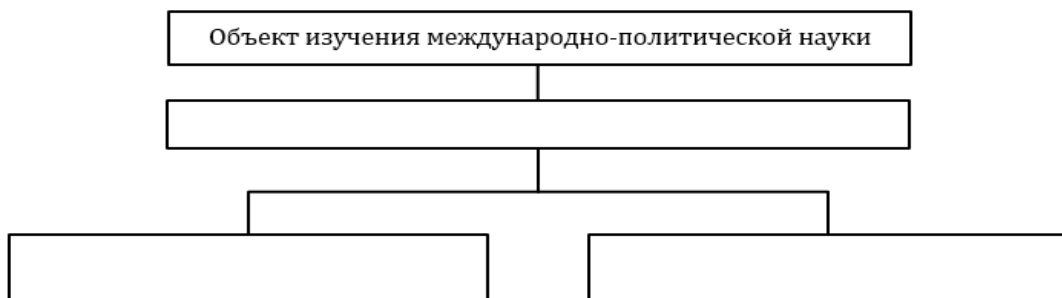 Объект изучения международно-политической науки